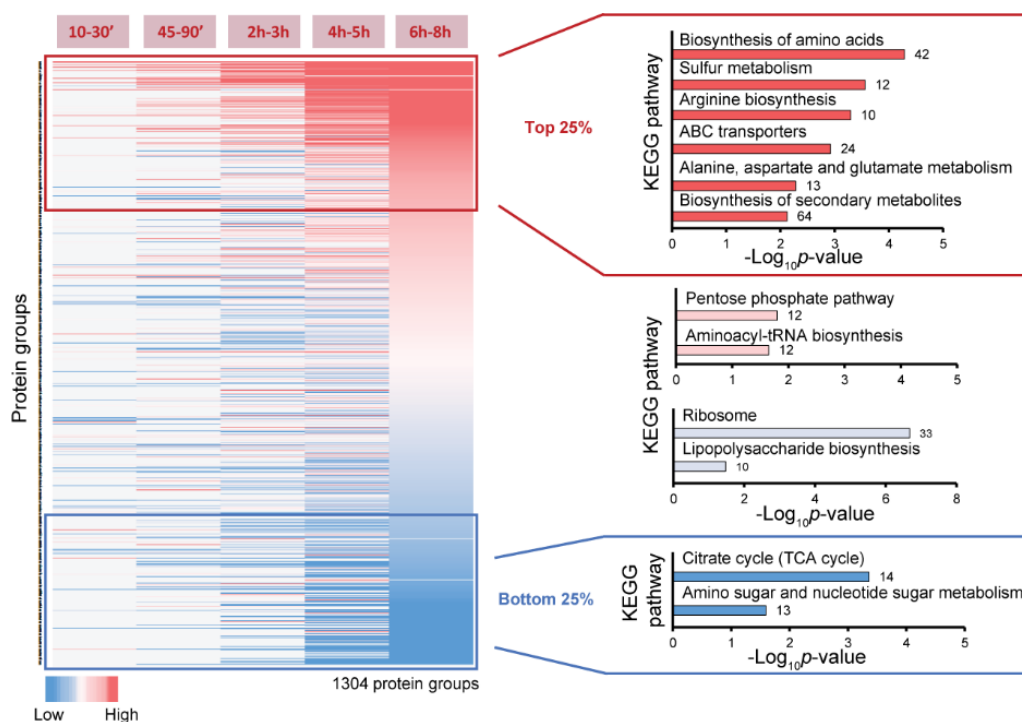 10-30′
45-90′
2h-3h
4h-5h
6h-8h
Protein groups
1304 protein groups
Low
High
Top 25%
KEGG pathway
Biosynthesis of amino acids
42
Sulfur metabolism
12
Arginine biosynthesis
10
ABC transporters
24
Alanine, aspartate and glutamate metabolism
13
Biosynthesis of secondary metabolites
64
0 1 2 3 4 5
-Log10p-value
KEGG pathway
Pentose phosphate pathway
12
Aminoacyl-tRNA biosynthesis
12
0 1 2 3 4 5
Ribosome
33
Lipopolysaccharide biosynthesis
10
0 2 4 6 8
-Log10p-value
Bottom 25%
KEGG
pathway
Citrate cycle (TCA cycle)
14
Amino sugar and nucleotide sugar metabolism
13
0 1 2 3 4 5
-Log10p-value